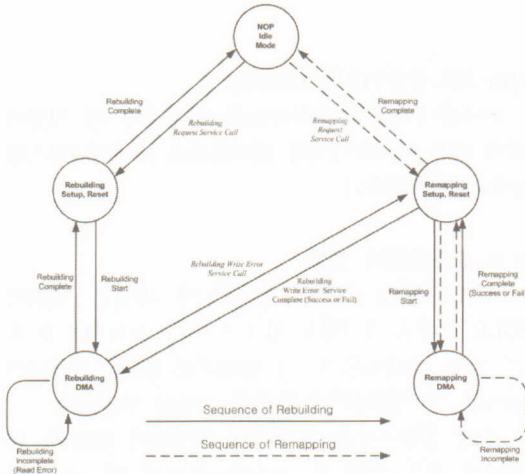 NOP
Idle
Mode
Rebuilding
Complete
Rebuilding
Request Service Call
Remapping
Request
Service Call
Remapping
Complete
Rebuilding
Setup, Reset
Remapping
Setup, Reset
Rebuilding
Complete
Rebuilding
Start
Rebuilding Write Error
Service Call
Rebuilding
Write Error Service
Complete (Success or Fail)
Remapping
Start
Remapping
Complete
(Success or Fail)
Rebuilding
DMA
Remapping
DMA
Rebuilding
Incomplete
(Read Error)
Sequence of Rebuilding
Sequence of Remapping
Remapping
Incomplete